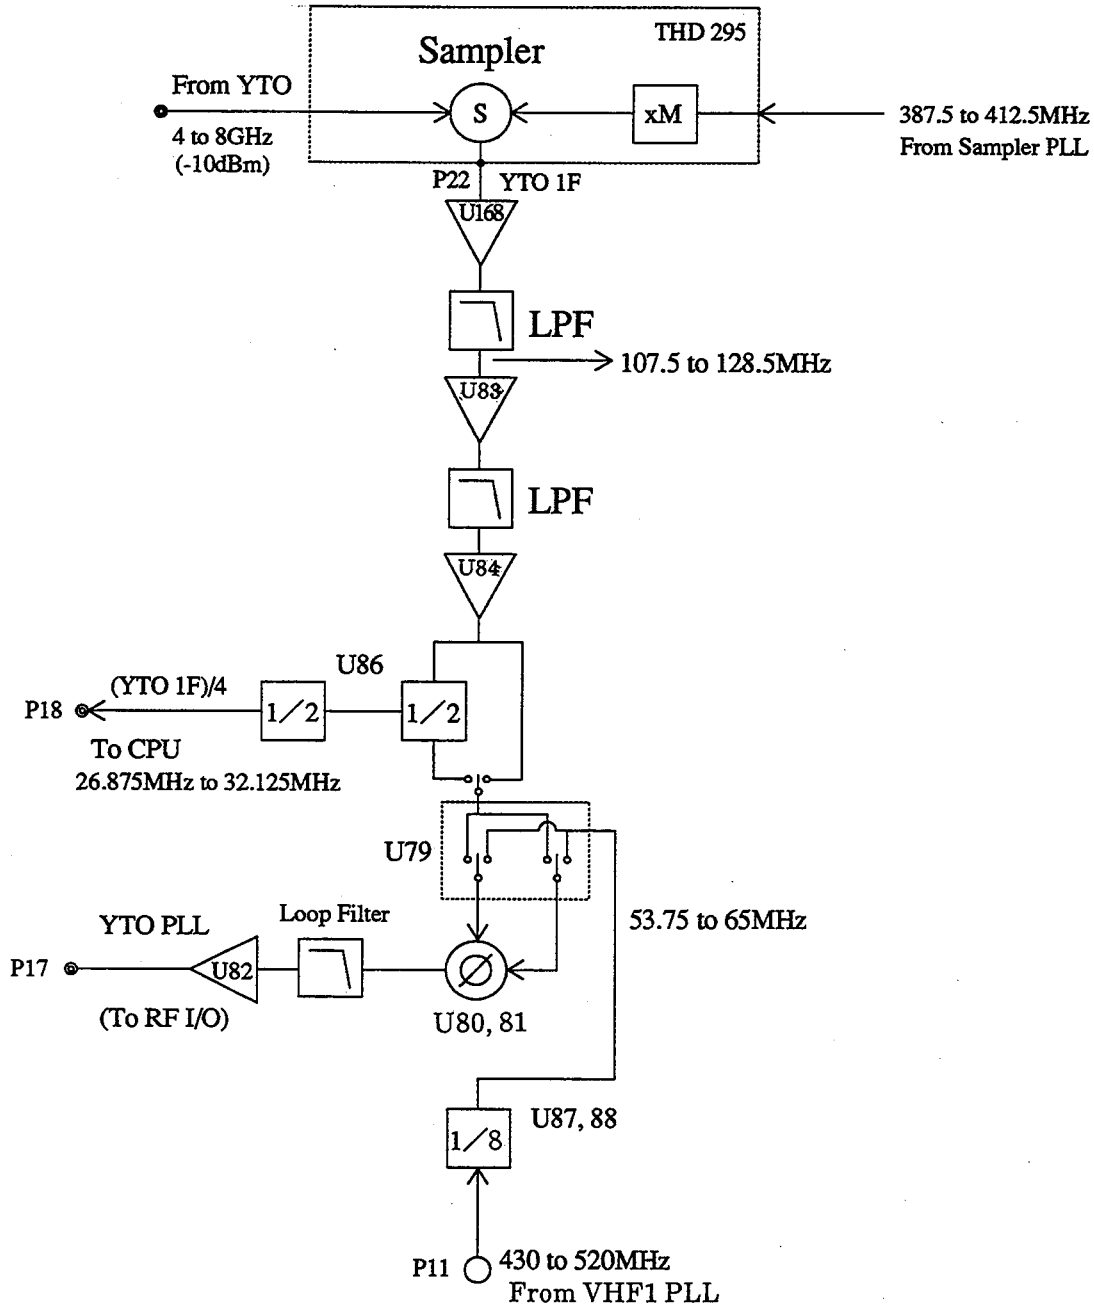 THD 295
Sampler
From YTO
S
xM
387.5 to 412.5MHz
4 to 8GHz
From Sampler PLL
(-10dBm)
P22
YTO 1F
U168
LPF
107.5 to 128.5MHz
U83
LPF
U84
U86
(YTO 1F)/4
P18
1/2
1/2
To CPU
26.875MHz to 32.125MHz
U79
Loop Filter
53.75 to 65MHz
YTO PLL
P17
U82
Ø
(To RF I/O)
U80, 81
U87, 88
1/8
P11
430 to 520MHz
From VHF1 PLL